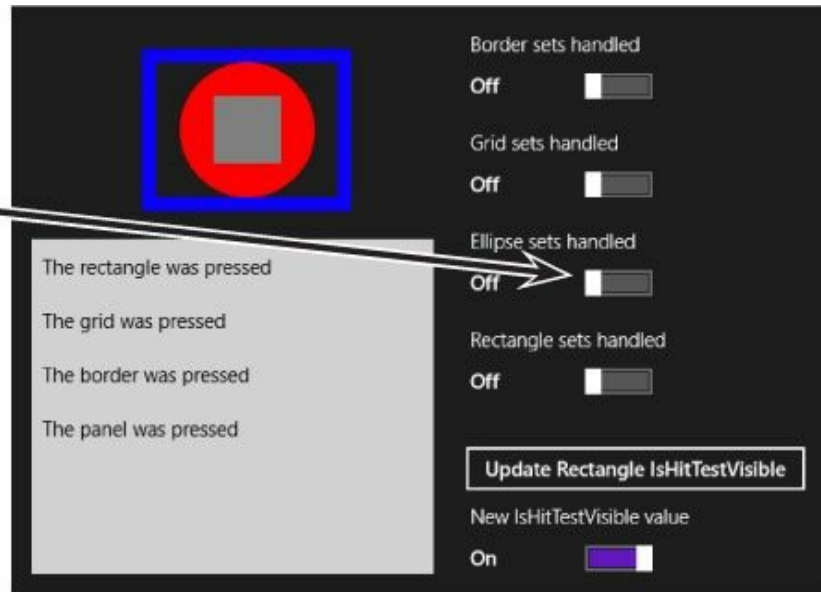 Border sets handled
Off
Grid sets handled
Off
Ellipse sets handled
Off
Rectangle sets handled
Off
The rectangle was pressed
The grid was pressed
The border was pressed
The panel was pressed
Update Rectangle IsHitTestVisible
New IsHitTestVisible value
On